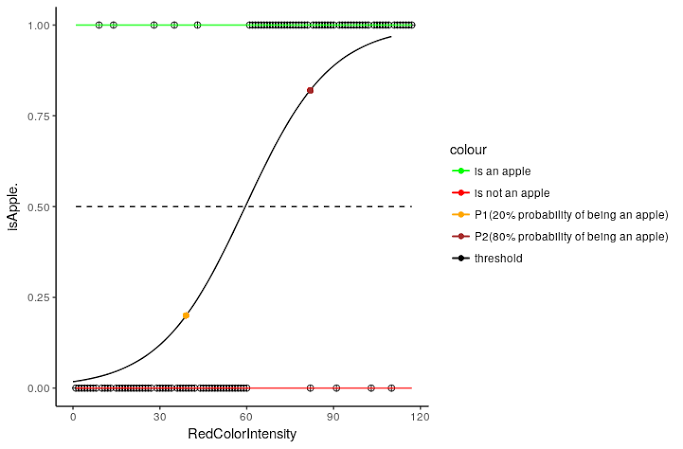 1.00
0.75
0.50
0.25
0.00
IsApple.
0
30
60
90
120
RedColorIntensity
colour
is an apple
is not an apple
P1(20% probability of being an apple)
P2(80% probability of being an apple)
threshold